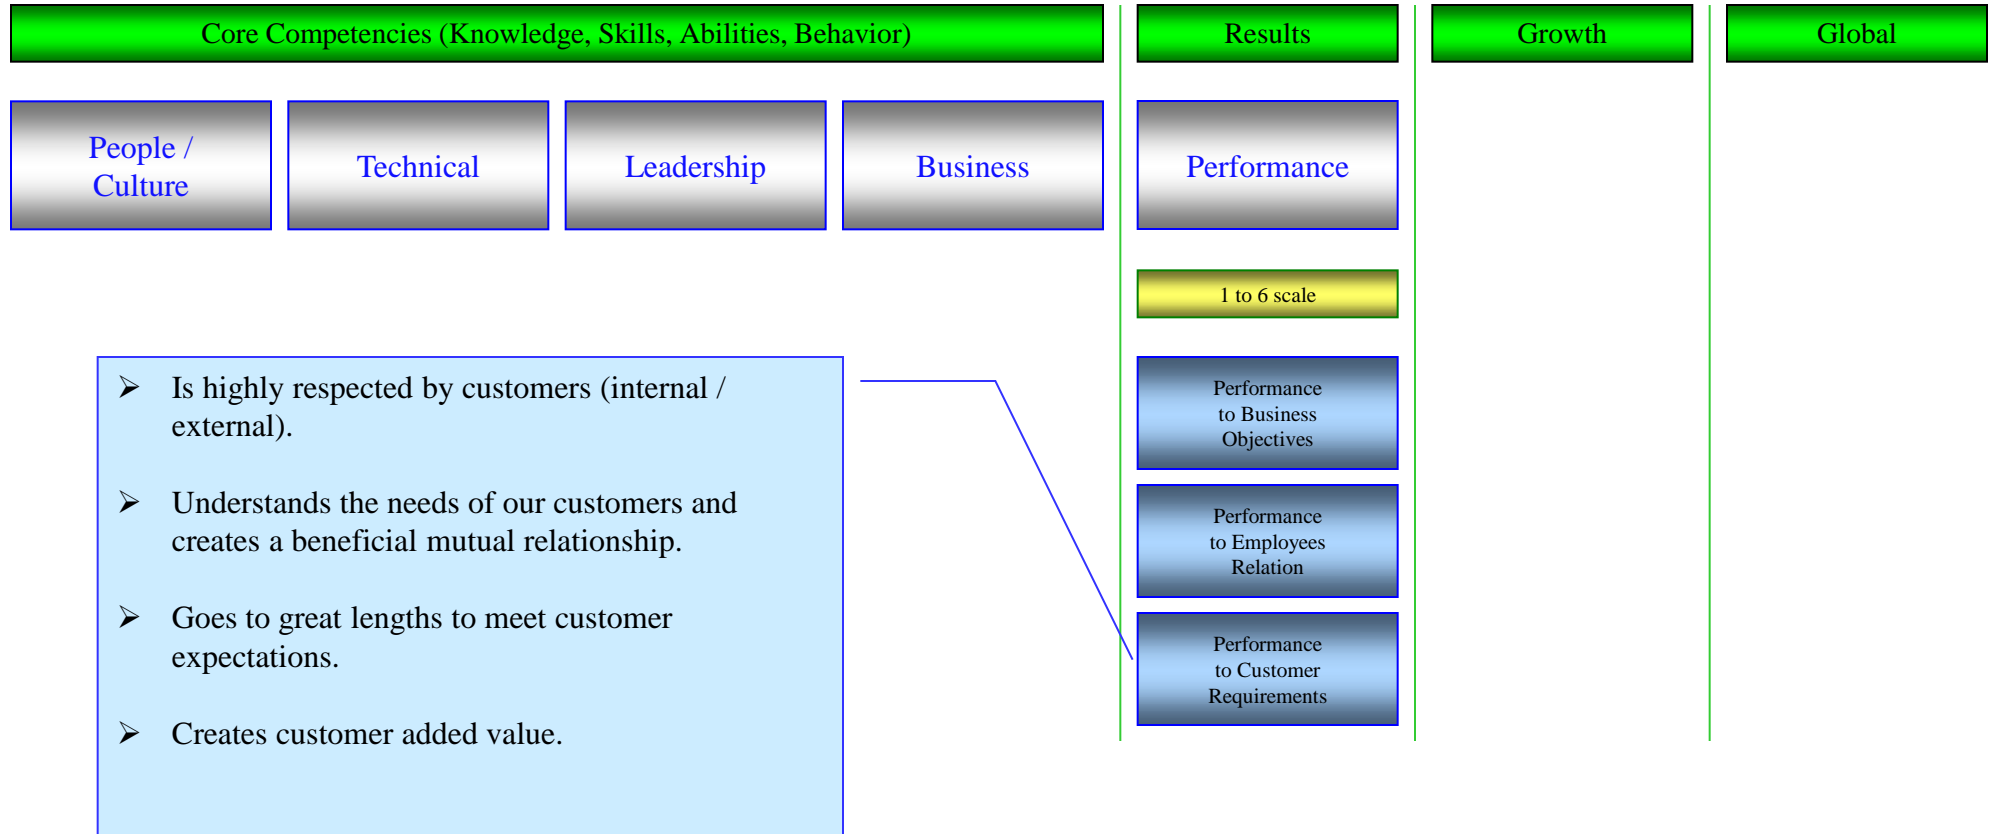 Core Competencies (Knowledge, Skills, Abilities, Behavior)
Results
Growth
Global
People /
Culture
Technical
Leadership
Business
Performance
1 to 6 scale
➢ Is highly respected by customers (internal /
external).
➢ Understands the needs of our customers and
creates a beneficial mutual relationship.
➢ Goes to great lengths to meet customer
expectations.
➢ Creates customer added value.
Performance
to Business
Objectives
Performance
to Employees
Relation
Performance
to Customer
Requirements